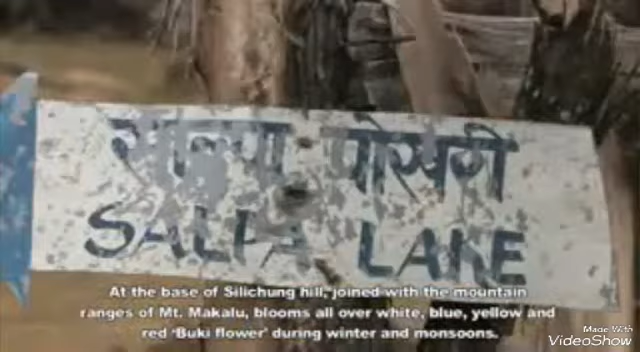 साल्पा पोखरी
SALPA LAKE
At the base of Silichung hill, joined with the mountain
ranges of Mt. Makalu, blooms all over white, blue, yellow and
red 'Buki flower' during winter and monsoons.
Made With
VideoShow